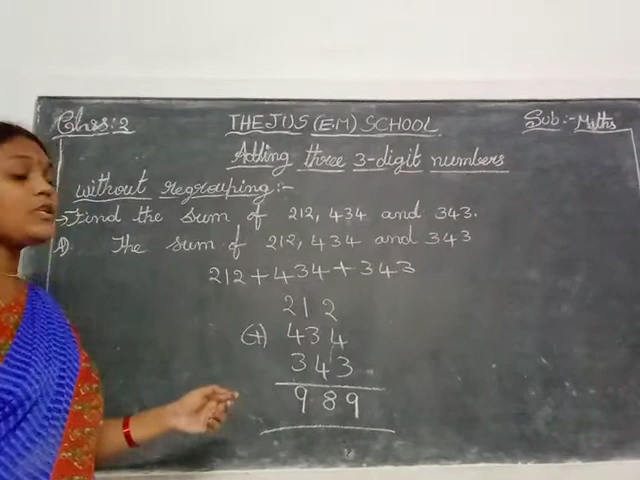 Class:2 THEJUS (E.M) SCHOOL Sub:- Maths
Adding three 3-digit numbers
without regrouping:-
→ Find the sum of 212, 434 and 343.
A) The sum of 212, 434 and 343
212+434+343
212
(+) 434
343
989